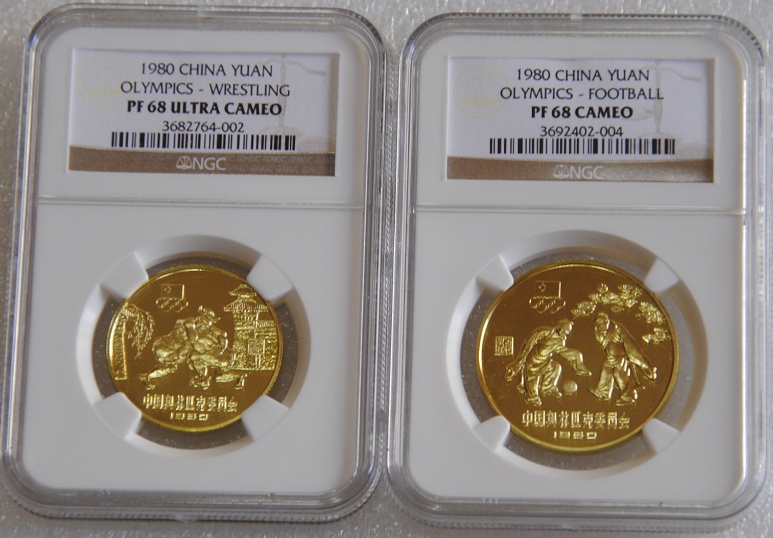 1980 CHINA YUAN
OLYMPICS - WRESTLING
PF 68 ULTRA CAMEO
3682764-002
NGC
中国奥林匹克委员会
1980
1980 CHINA YUAN
OLYMPICS - FOOTBALL
PF 68 CAMEO
3692402-004
NGC
中国奥林匹克委员会
1980